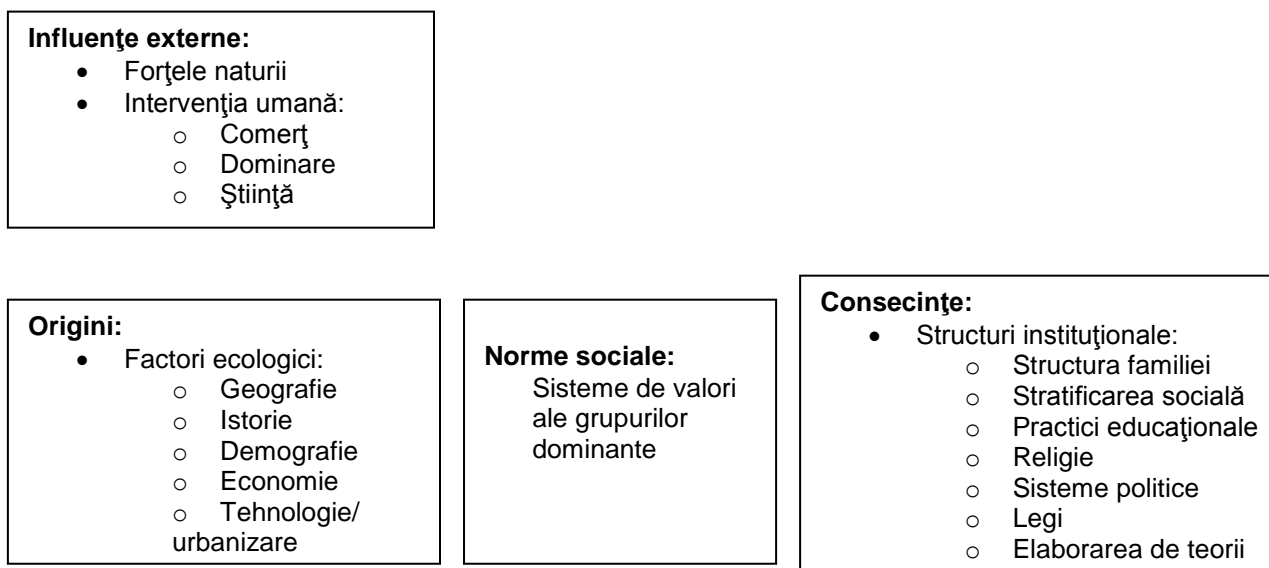 Influenţe externe:
• Forţele naturii
• Intervenţia umană:
o Comerţ
o Dominare
o Ştiinţă
Origini:
• Factori ecologici:
o Geografie
o Istorie
o Demografie
o Economie
o Tehnologie/
urbanizare
Norme sociale:
Sisteme de valori
ale grupurilor
dominante
Consecinţe:
• Structuri instituţionale:
o Structura familiei
o Stratificarea socială
o Practici educaţionale
o Religie
o Sisteme politice
o Legi
o Elaborarea de teorii